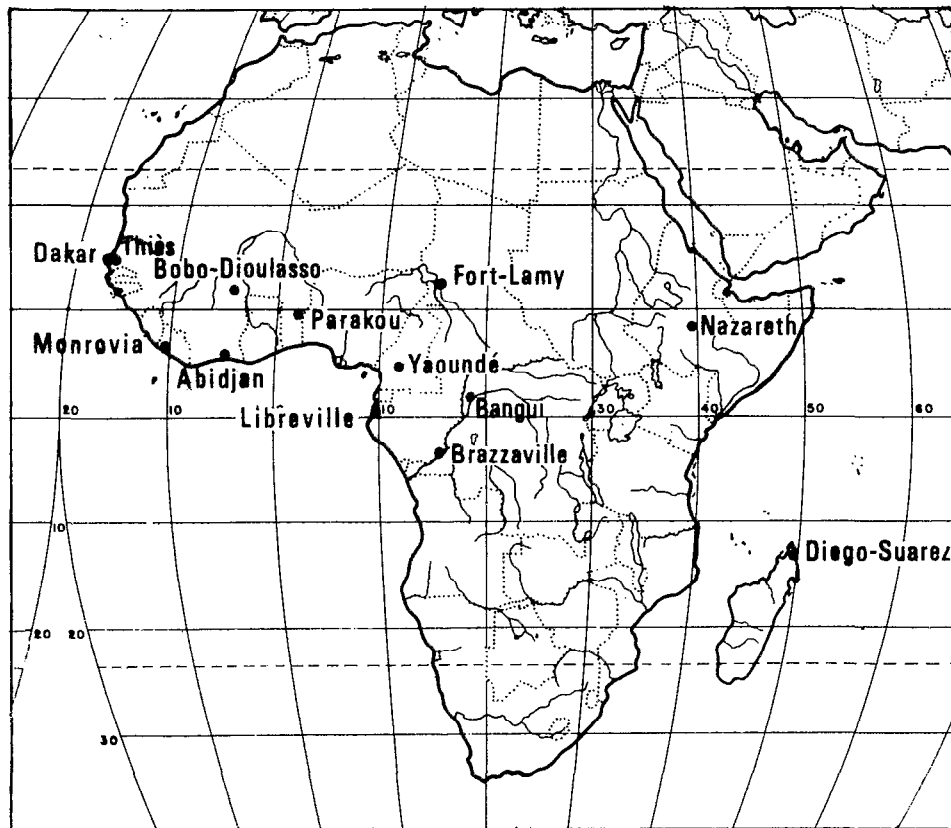 Dakar
Thiès
Bobo-Dioulasso
Fort-Lamy
Parakou
Nazareth
Monrovia
Abidjan
Yaoundé
Libreville
Bangui
Brazzaville
20
10
0
10
30
40
50
60
10
Diego-Suarez
20 20
30